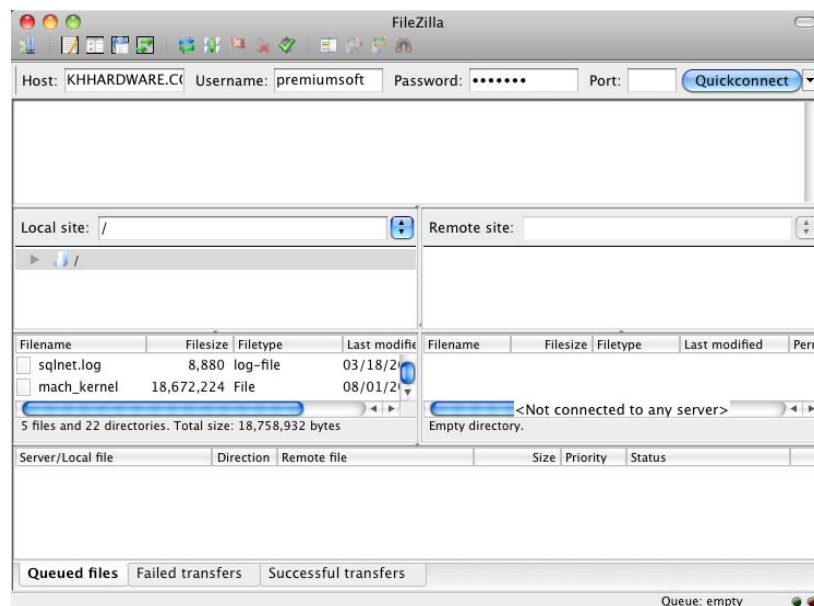 FileZilla
Host: KHHARDWARE.C Username: premiumsoft Password: ••••••• Port: Quickconnect
Local site: / Remote site:
/
Filename Filesize Filetype Last modifie Filename Filesize Filetype Last modified Per
sqlnet.log 8,880 log-file 03/18/2
mach_kernel 18,672,224 File 08/01/2
<Not connected to any server>
5 files and 22 directories. Total size: 18,758,932 bytes Empty directory.
Server/Local file Direction Remote file Size Priority Status
Queued files Failed transfers Successful transfers
Queue: empty